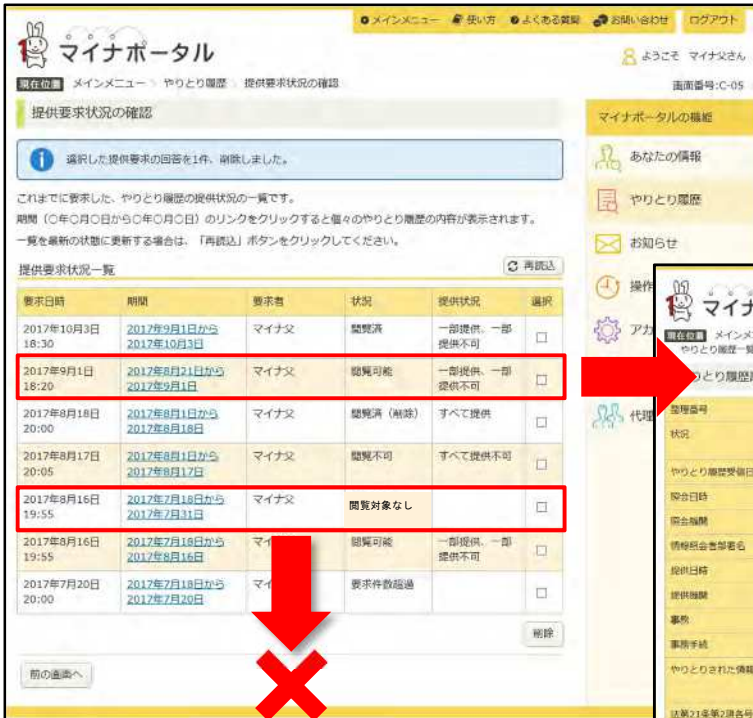 メインメニュー 使い方 よくある質問 お問い合わせ ログアウト
マイナポータル
ようこそ マイナ父さん
現在位置 メインメニュー やりとり履歴 提供要求状況の確認
画面番号:C-05
提供要求状況の確認
マイナポータルの機能
選択した提供要求の回答を1件、削除しました。
あなたの情報
これまでに要求した、やりとり履歴の提供状況の一覧です。
やりとり履歴
期間（〇年〇月〇日から〇年〇月〇日）のリンクをクリックすると個々のやりとり履歴の内容が表示されます。
一覧を最新の状態に更新する場合は、「再読込」ボタンをクリックしてください。
お知らせ
提供要求状況一覧 再読込
操作
アカ
代理
要求日時 期間 要求者 状況 提供状況 選択
2017年10月3日 18:30 2017年9月1日から 2017年10月3日 マイナ父 閲覧済 一部提供、一部提供不可
2017年9月1日 18:20 2017年8月21日から 2017年9月1日 マイナ父 閲覧可能 一部提供、一部提供不可
2017年8月18日 20:00 2017年8月1日から 2017年8月18日 マイナ父 閲覧済（削除） すべて提供
2017年8月17日 20:05 2017年8月1日から 2017年8月17日 マイナ父 閲覧不可 すべて提供不可
2017年8月16日 19:55 2017年7月18日から 2017年7月31日 マイナ父 閲覧対象なし
2017年8月16日 19:55 2017年7月18日から 2017年8月16日 マイナ 閲覧可能 一部提供、一部提供不可
2017年7月20日 20:00 2017年7月18日から 2017年7月20日 マイナ 要求件数超過
削除
前の画面へ
マイナ
現在位置 メインメ
やりとり履歴一覧
りとり履歴
整理番号
状況
やりとり履歴受領日
照会日時
照会機関
情報照会者部署名
提供日時
提供機関
事務
事務手続
やりとりされた情報
法第21条第2項各号